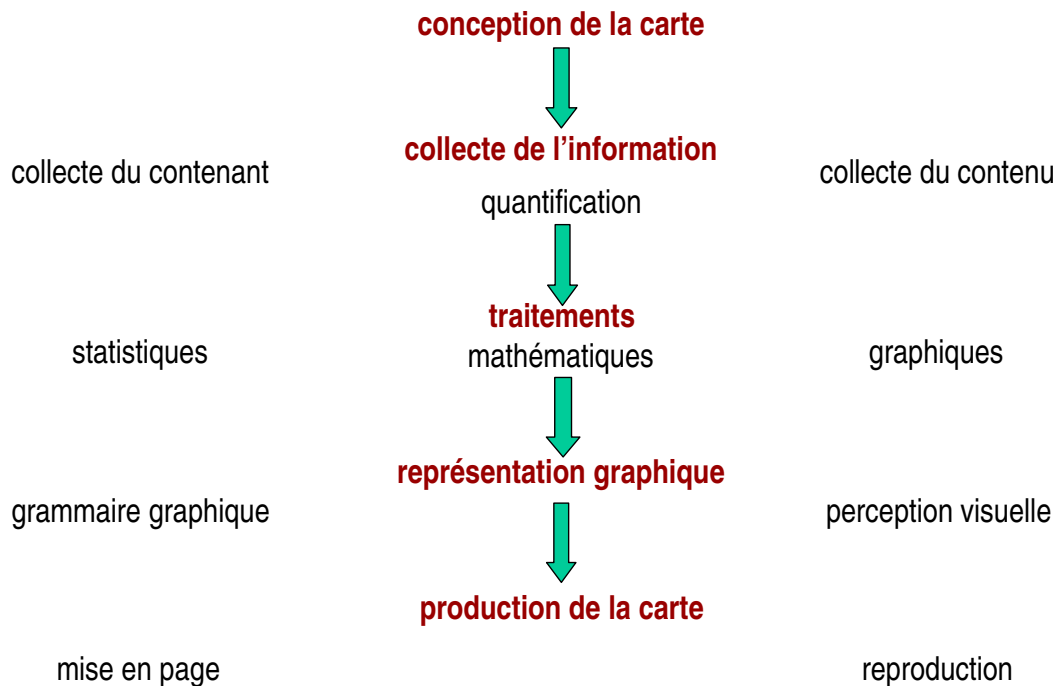 conception de la carte
collecte de l’information
collecte du contenant
collecte du contenu
quantification
traitements
statistiques
mathématiques
graphiques
représentation graphique
grammaire graphique
perception visuelle
production de la carte
mise en page
reproduction